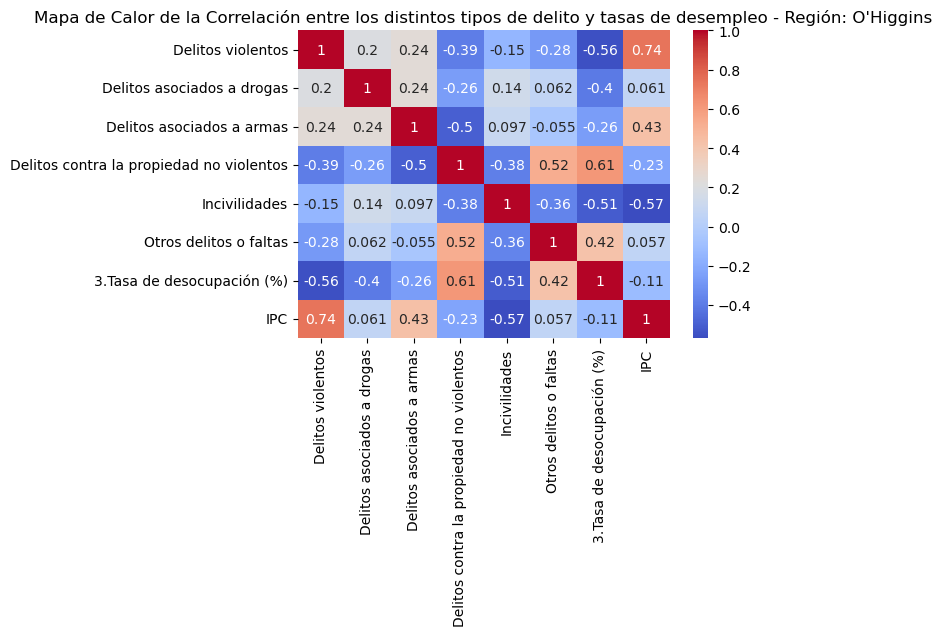 Mapa de Calor de la Correlación entre los distintos tipos de delito y tasas de desempleo - Región: O'Higgins
Delitos violentos 1 0.2 0.24 -0.39 -0.15 -0.28 -0.56 0.74
Delitos asociados a drogas 0.2 1 0.24 -0.26 0.14 0.062 -0.4 0.061
Delitos asociados a armas 0.24 0.24 1 -0.5 0.097 -0.055 -0.26 0.43
Delitos contra la propiedad no violentos -0.39 -0.26 -0.5 1 -0.38 0.52 0.61 -0.23
Incivilidades -0.15 0.14 0.097 -0.38 1 -0.36 -0.51 -0.57
Otros delitos o faltas -0.28 0.062 -0.055 0.52 -0.36 1 0.42 0.057
3.Tasa de desocupación (%) -0.56 -0.4 -0.26 0.61 -0.51 0.42 1 -0.11
IPC 0.74 0.061 0.43 -0.23 -0.57 0.057 -0.11 1
Delitos violentos
Delitos asociados a drogas
Delitos asociados a armas
Delitos contra la propiedad no violentos
Incivilidades
Otros delitos o faltas
3.Tasa de desocupación (%)
IPC
1.0
0.8
0.6
0.4
0.2
0.0
-0.2
-0.4